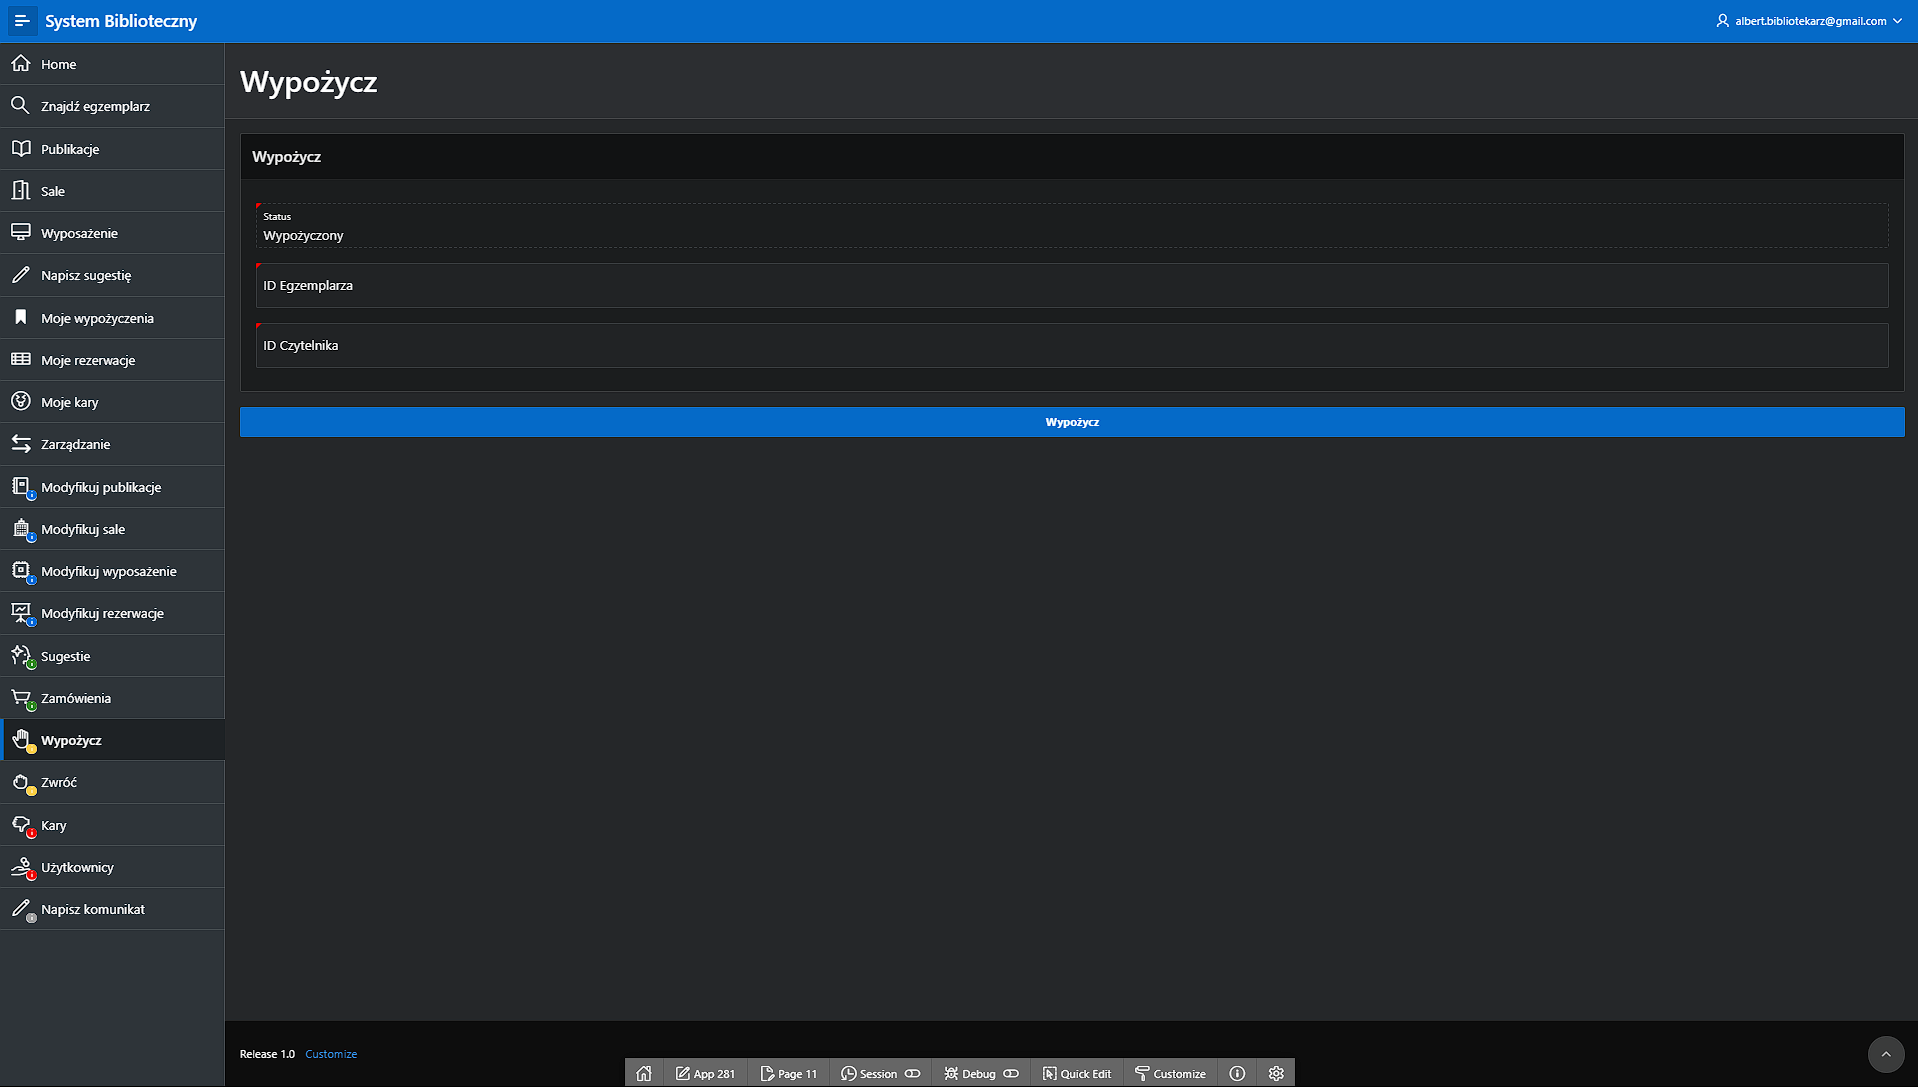 System Biblioteczny
albert.bibliotekarz@gmail.com
Home
Znajdź egzemplarz
Publikacje
Sale
Wyposażenie
Napisz sugestię
Moje wypożyczenia
Moje rezerwacje
Moje kary
Zarządzanie
Modyfikuj publikacje
Modyfikuj sale
Modyfikuj wyposażenie
Modyfikuj rezerwacje
Sugestie
Zamówienia
Wypożycz
Zwróć
Kary
Użytkownicy
Napisz komunikat
Wypożycz
Wypożycz
Status
Wypożyczony
ID Egzemplarza
ID Czytelnika
Wypożycz
Release 1.0 Customize
App 281 Page 11 Session Debug Quick Edit Customize